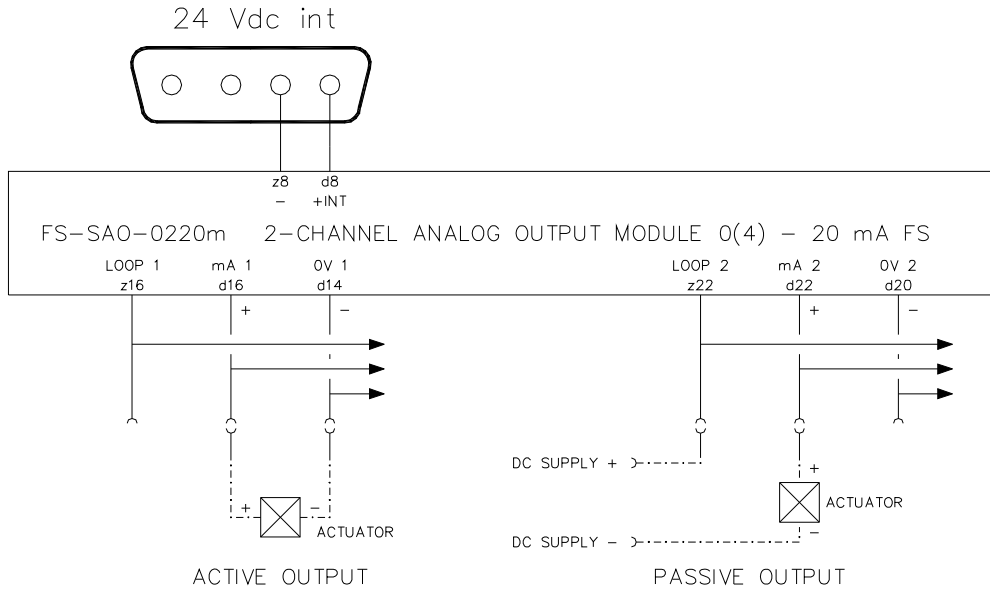 24 Vdc int
z8 d8
- +INT
FS-SAO-0220m 2-CHANNEL ANALOG OUTPUT MODULE 0(4) - 20 mA FS
LOOP 1 mA 1 0V 1 LOOP 2 mA 2 0V 2
z16 d16 d14 z22 d22 d20
+ - + -
DC SUPPLY +
+
ACTUATOR
+ -
ACTUATOR
-
DC SUPPLY -
ACTIVE OUTPUT PASSIVE OUTPUT